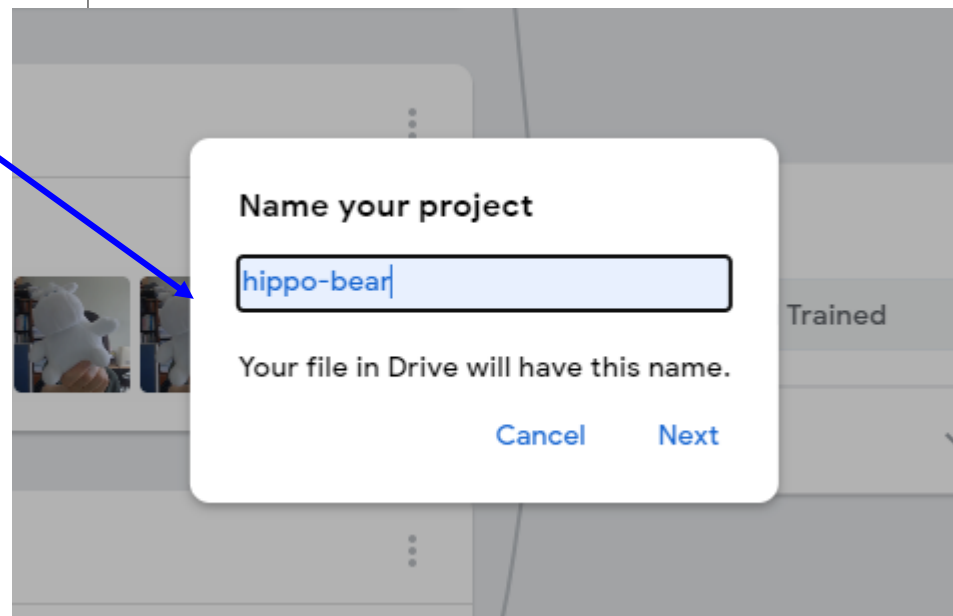 Name your project
hippo-bear
Trained
Your file in Drive will have this name.
Cancel Next